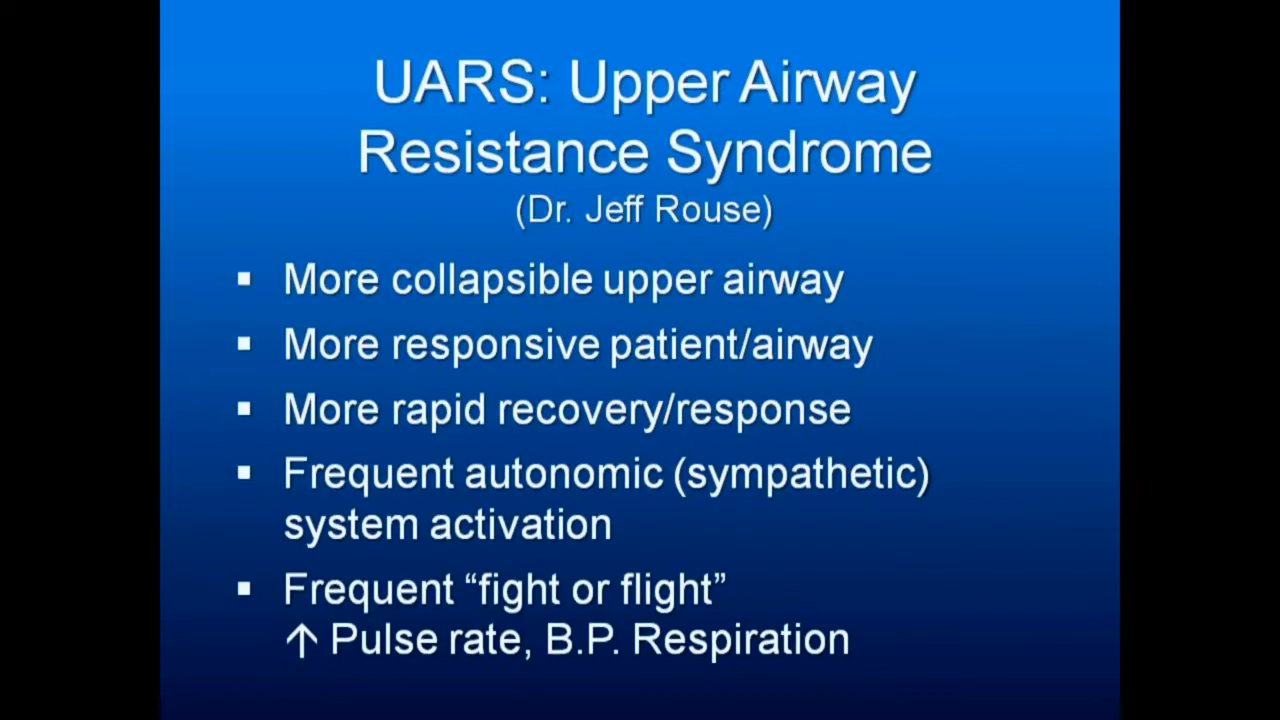 UARS: Upper Airway
Resistance Syndrome
(Dr. Jeff Rouse)
▪ More collapsible upper airway
▪ More responsive patient/airway
▪ More rapid recovery/response
▪ Frequent autonomic (sympathetic)
system activation
▪ Frequent “fight or flight”
↑ Pulse rate, B.P. Respiration